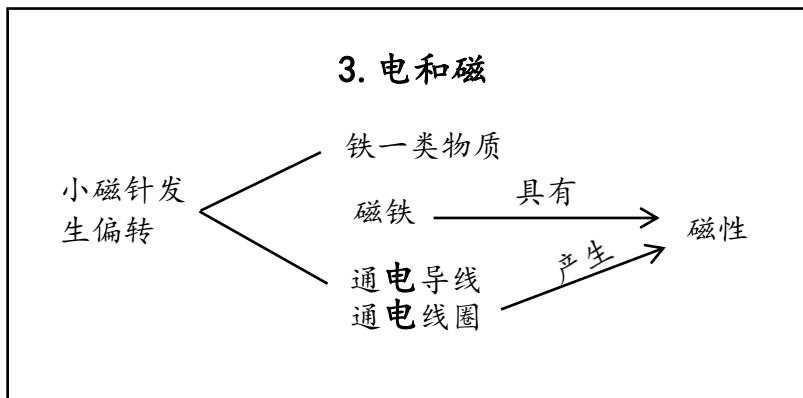 3. 电和磁
铁一类物质
小磁针发
生偏转
磁铁
具有
磁性
通电导线
通电线圈
产生